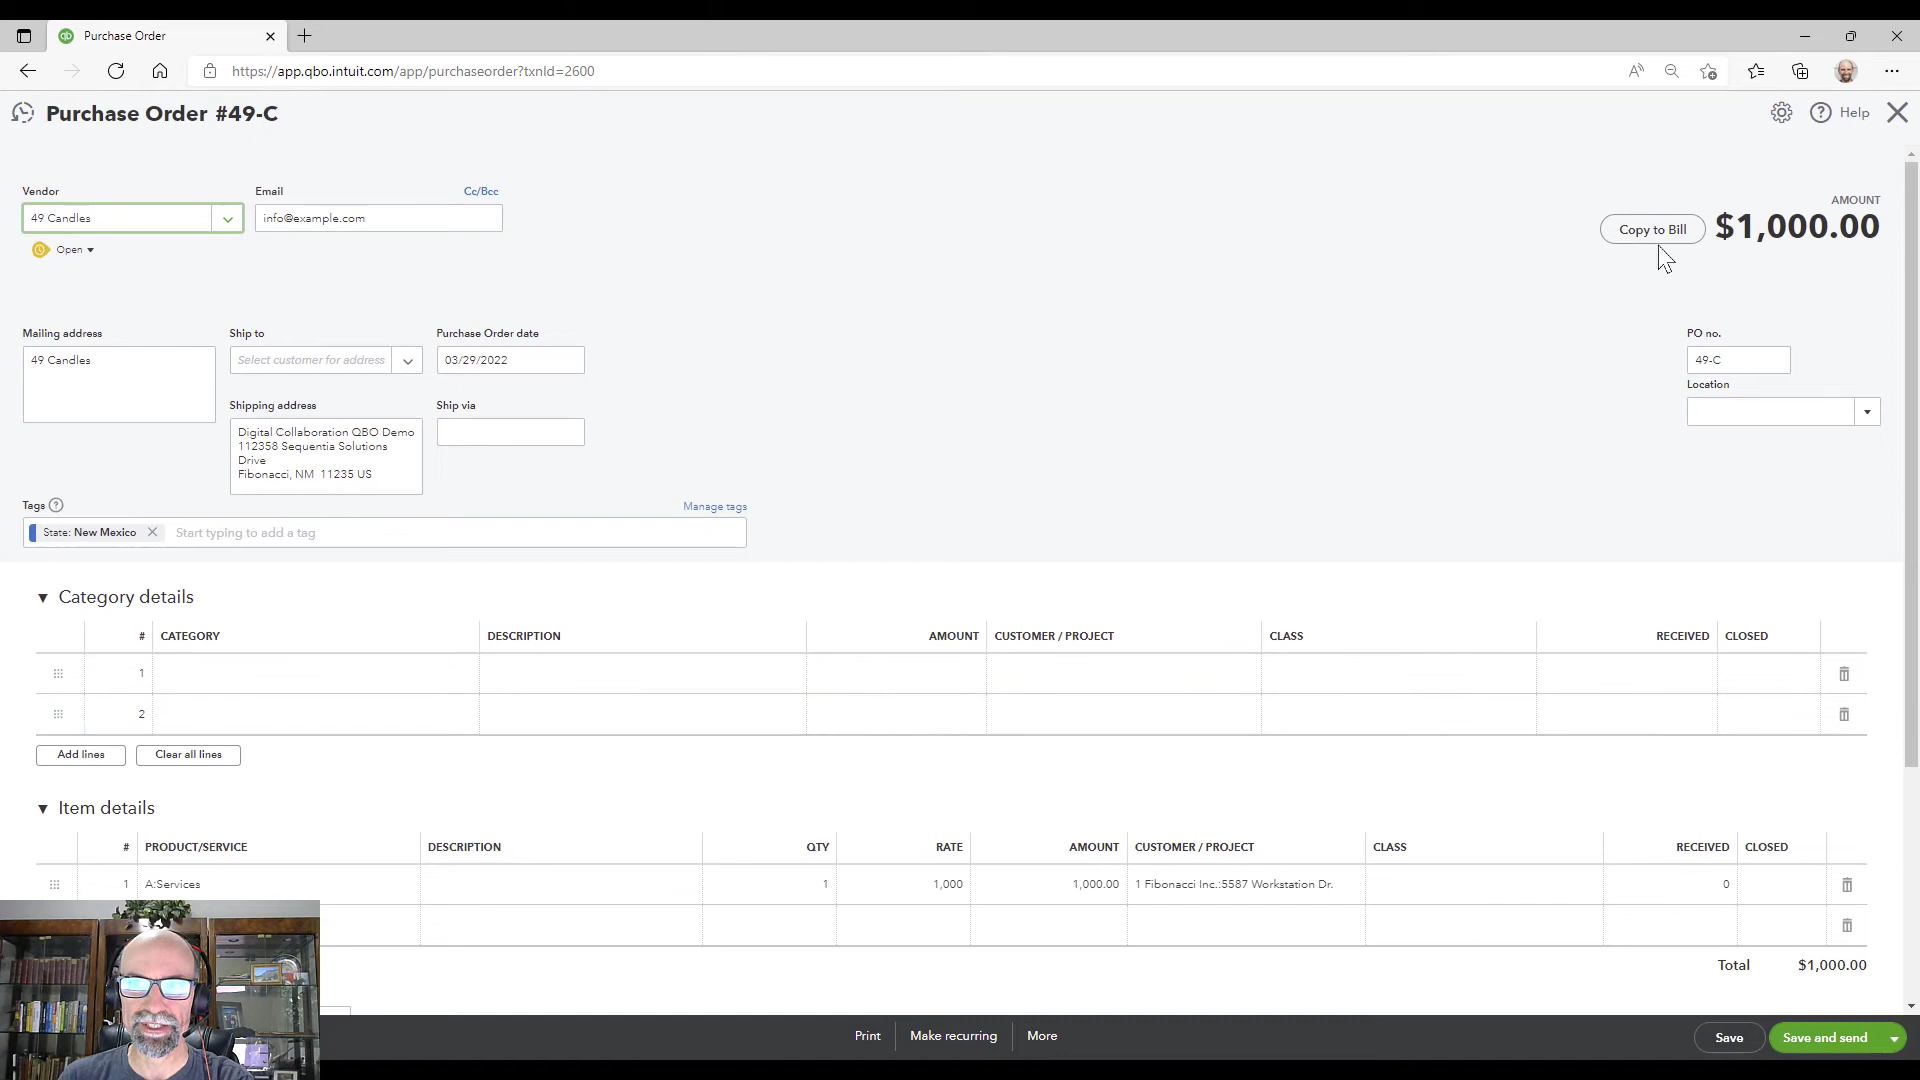 Purchase Order
https://app.qbo.intuit.com/app/purchaseorder?txnId=2600
Purchase Order #49-C
Help
Vendor
Email
Cc/Bcc
AMOUNT
49 Candles
info@example.com
Copy to Bill
$1,000.00
Open
Mailing address
Ship to
Purchase Order date
PO no.
49 Candles
Select customer for address
03/29/2022
49-C
Location
Shipping address
Ship via
Digital Collaboration QBO Demo
112358 Sequentia Solutions
Drive
Fibonacci, NM 11235 US
Tags
Manage tags
State: New Mexico
Start typing to add a tag
Category details
# CATEGORY DESCRIPTION AMOUNT CUSTOMER / PROJECT CLASS RECEIVED CLOSED
1
2
Add lines
Clear all lines
Item details
# PRODUCT/SERVICE DESCRIPTION QTY RATE AMOUNT CUSTOMER / PROJECT CLASS RECEIVED CLOSED
1 A:Services 1 1,000 1,000.00 1 Fibonacci Inc.:5587 Workstation Dr. 0
Total $1,000.00
Print
Make recurring
More
Save
Save and send